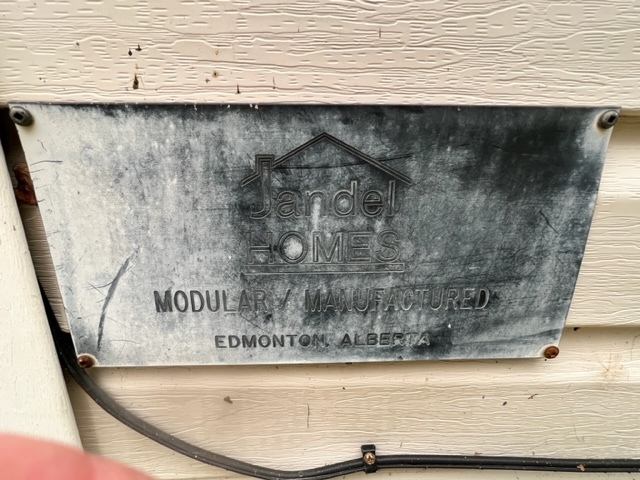 Jandel
HOMES
MODULAR / MANUFACTURED
EDMONTON, ALBERTA